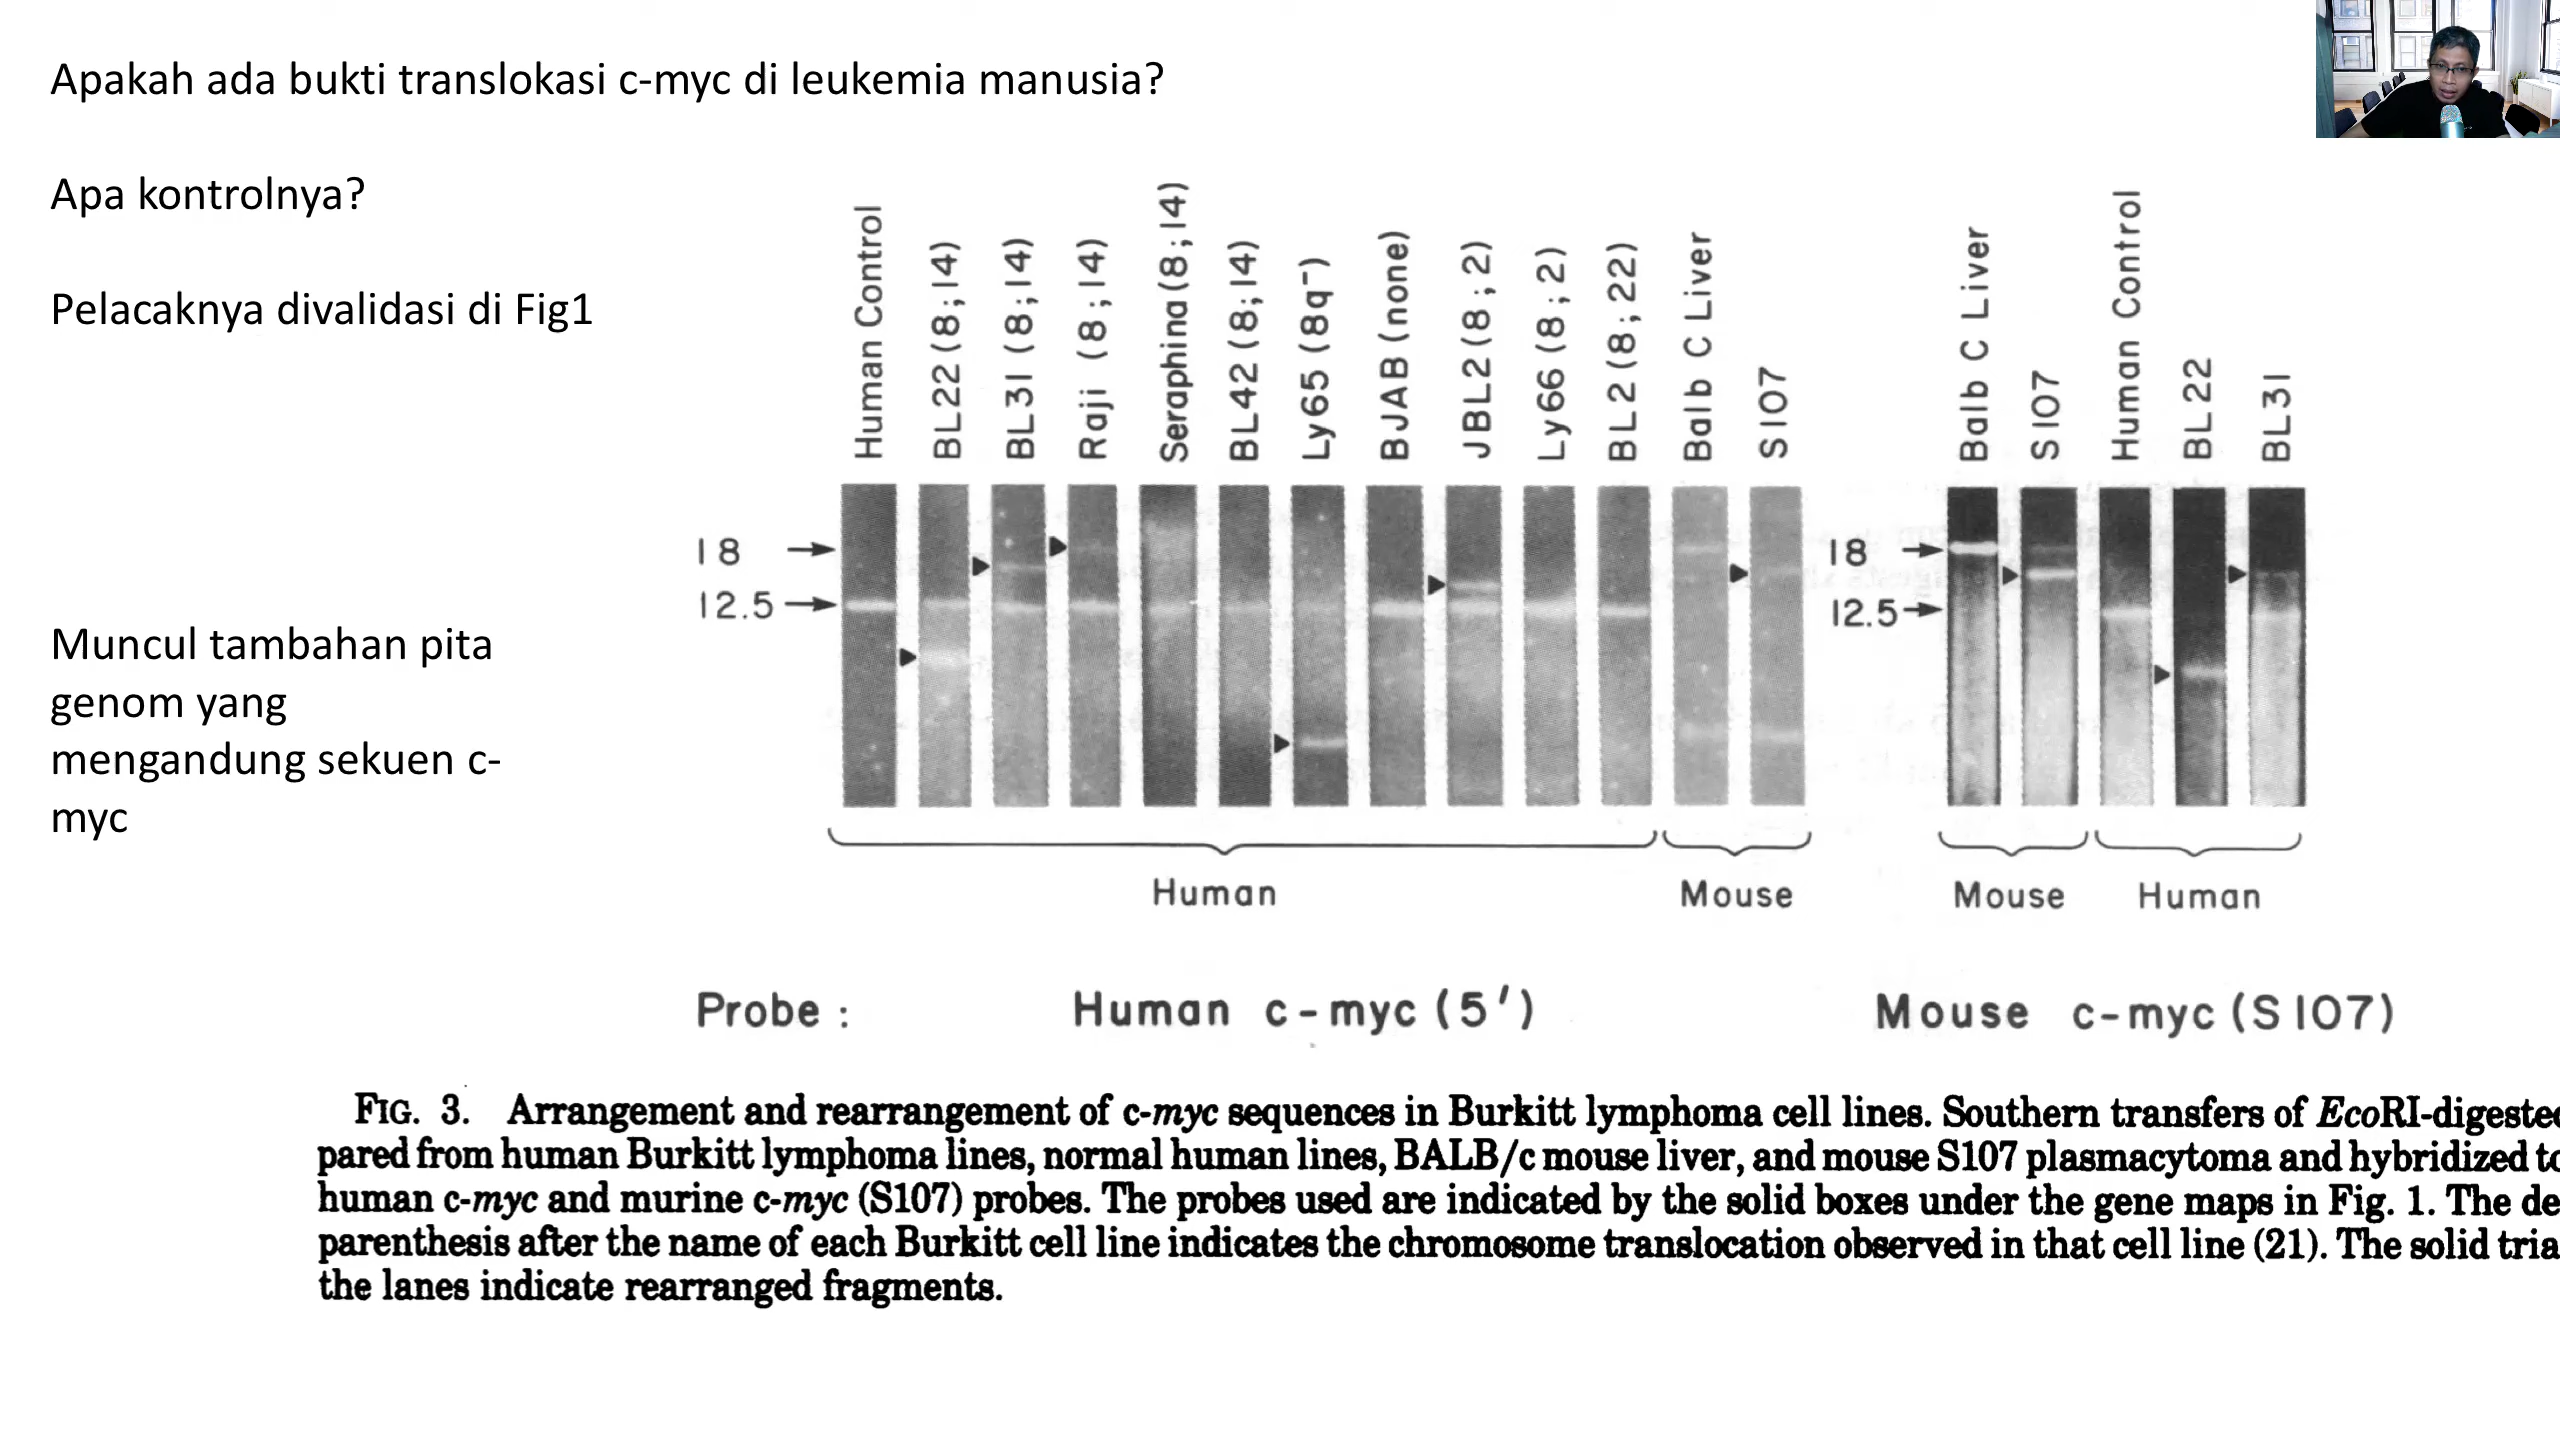 Apakah ada bukti translokasi c-myc di leukemia manusia?
Apa kontrolnya?
Pelacaknya divalidasi di Fig1
Muncul tambahan pita
genom yang
mengandung sekuen c-
myc
Human Control
BL22 (8;14)
BL31 (8;14)
Raji (8;14)
Seraphina (8;14)
BL42 (8;14)
Ly65 (8q⁻)
BJAB (none)
JBL2 (8;2)
Ly66 (8;2)
BL2 (8;22)
Balb C Liver
S107
Balb C Liver
S107
Human Control
BL22
BL31
18
12.5
18
12.5
Human
Mouse
Mouse
Human
Probe : Human c-myc (5′) Mouse c-myc (S107)
FIG. 3. Arrangement and rearrangement of c-myc sequences in Burkitt lymphoma cell lines. Southern transfers of EcoRI-digested
pared from human Burkitt lymphoma lines, normal human lines, BALB/c mouse liver, and mouse S107 plasmacytoma and hybridized to
human c-myc and murine c-myc (S107) probes. The probes used are indicated by the solid boxes under the gene maps in Fig. 1. The de
parenthesis after the name of each Burkitt cell line indicates the chromosome translocation observed in that cell line (21). The solid tria
the lanes indicate rearranged fragments.